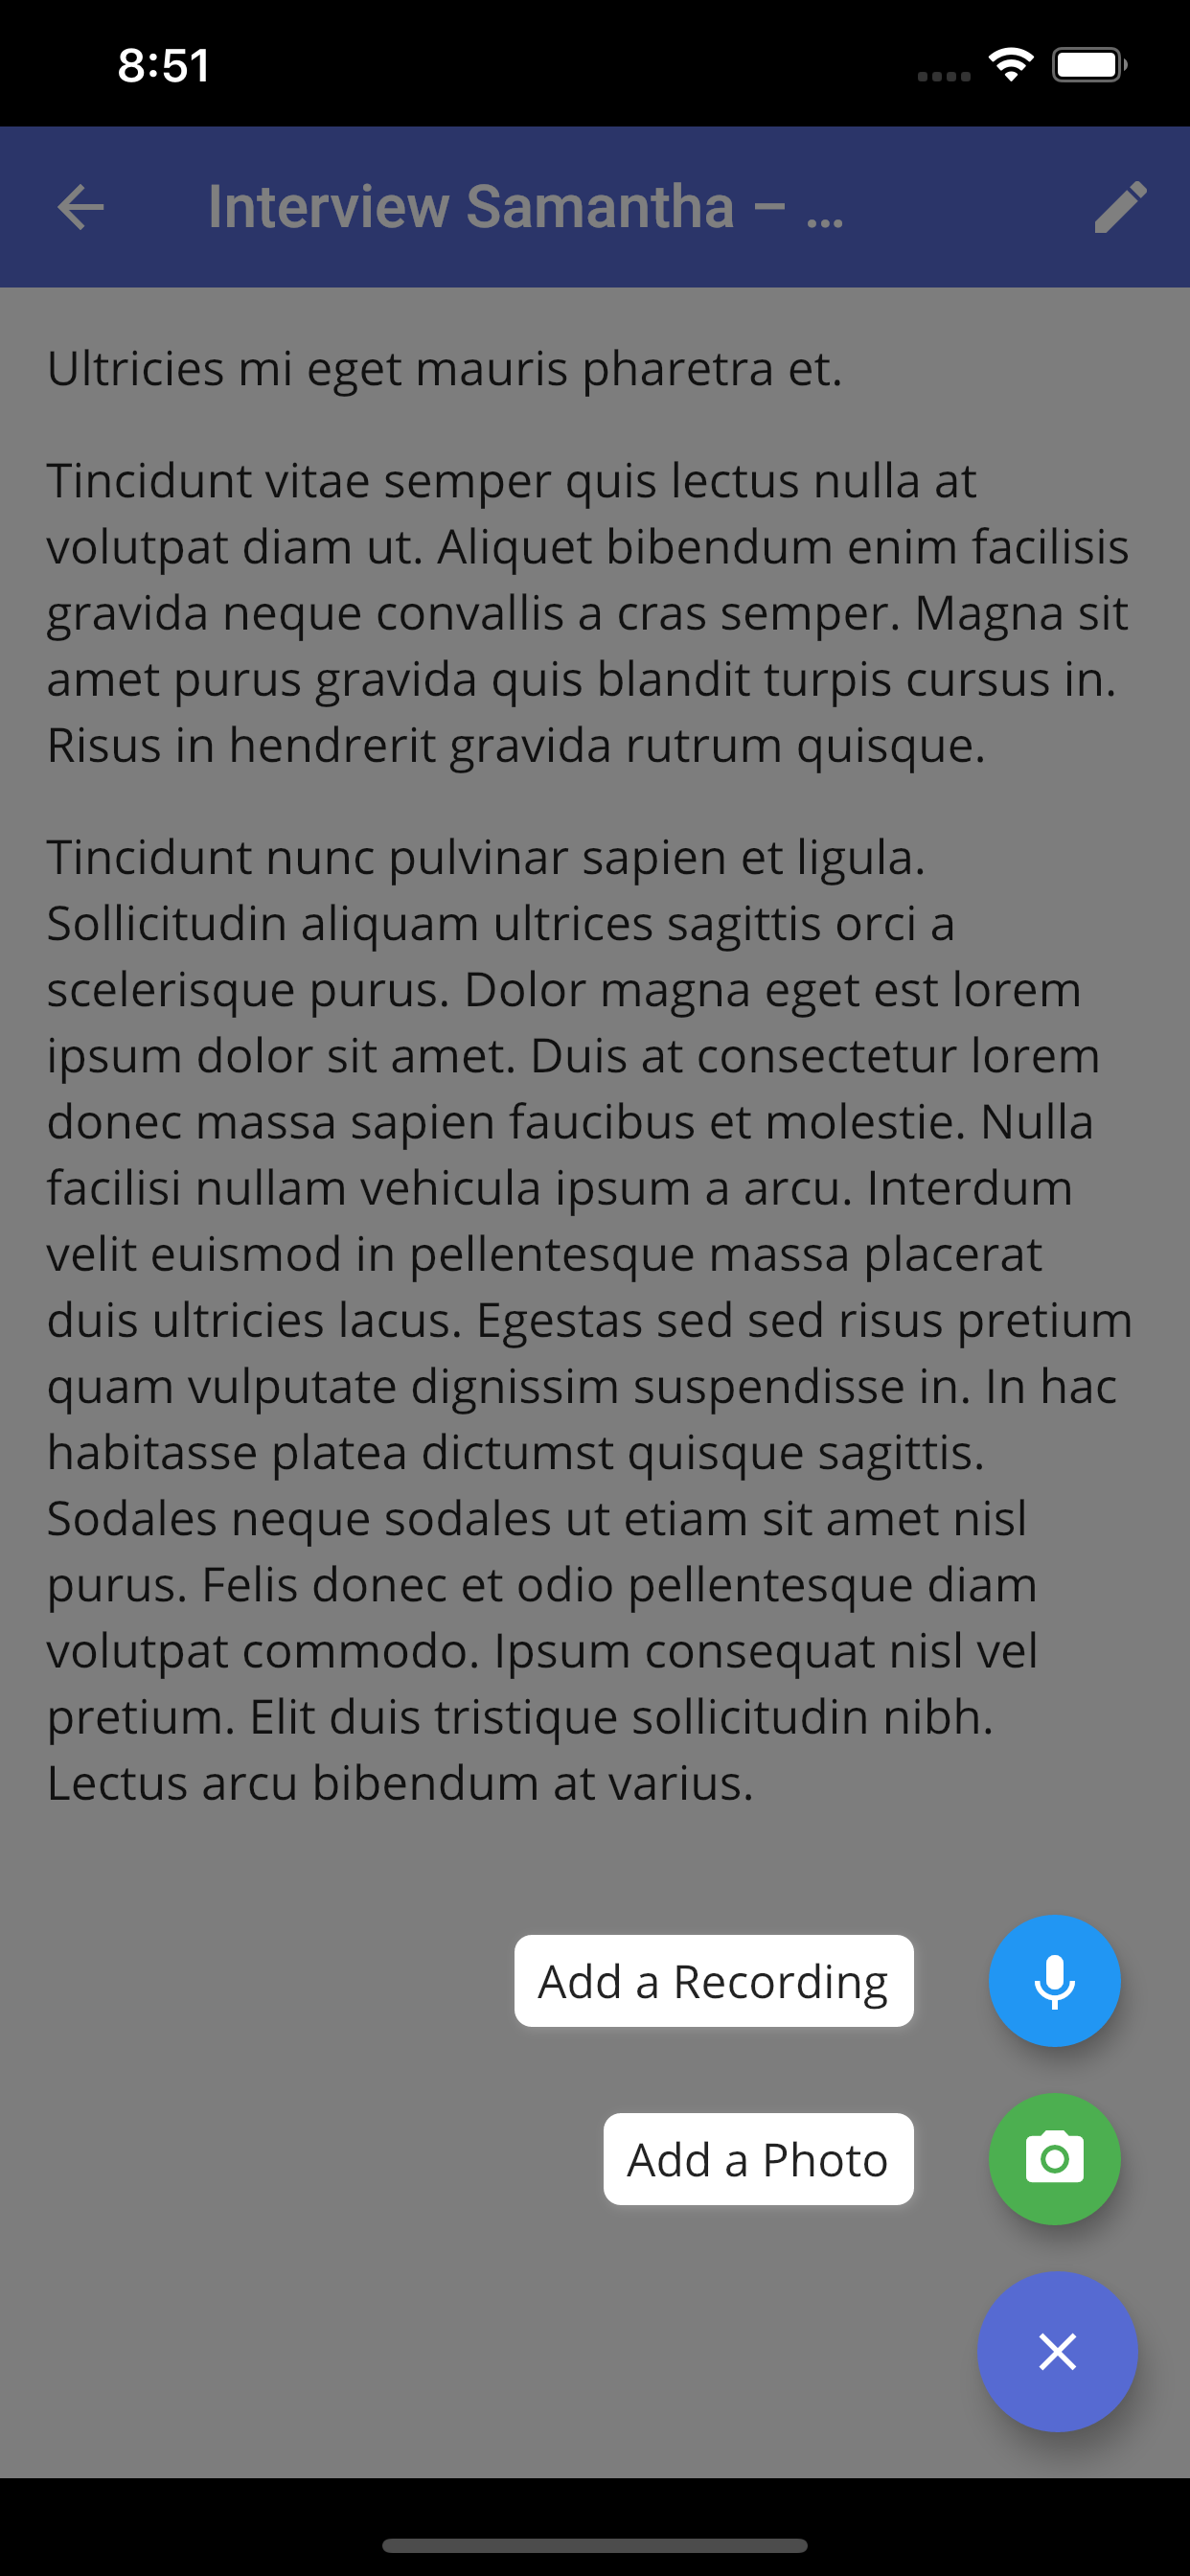 8:51
Interview Samantha – ...
Ultricies mi eget mauris pharetra et.
Tincidunt vitae semper quis lectus nulla at
volutpat diam ut. Aliquet bibendum enim facilisis
gravida neque convallis a cras semper. Magna sit
amet purus gravida quis blandit turpis cursus in.
Risus in hendrerit gravida rutrum quisque.
Tincidunt nunc pulvinar sapien et ligula.
Sollicitudin aliquam ultrices sagittis orci a
scelerisque purus. Dolor magna eget est lorem
ipsum dolor sit amet. Duis at consectetur lorem
donec massa sapien faucibus et molestie. Nulla
facilisi nullam vehicula ipsum a arcu. Interdum
velit euismod in pellentesque massa placerat
duis ultricies lacus. Egestas sed sed risus pretium
quam vulputate dignissim suspendisse in. In hac
habitasse platea dictumst quisque sagittis.
Sodales neque sodales ut etiam sit amet nisl
purus. Felis donec et odio pellentesque diam
volutpat commodo. Ipsum consequat nisl vel
pretium. Elit duis tristique sollicitudin nibh.
Lectus arcu bibendum at varius.
Add a Recording
Add a Photo